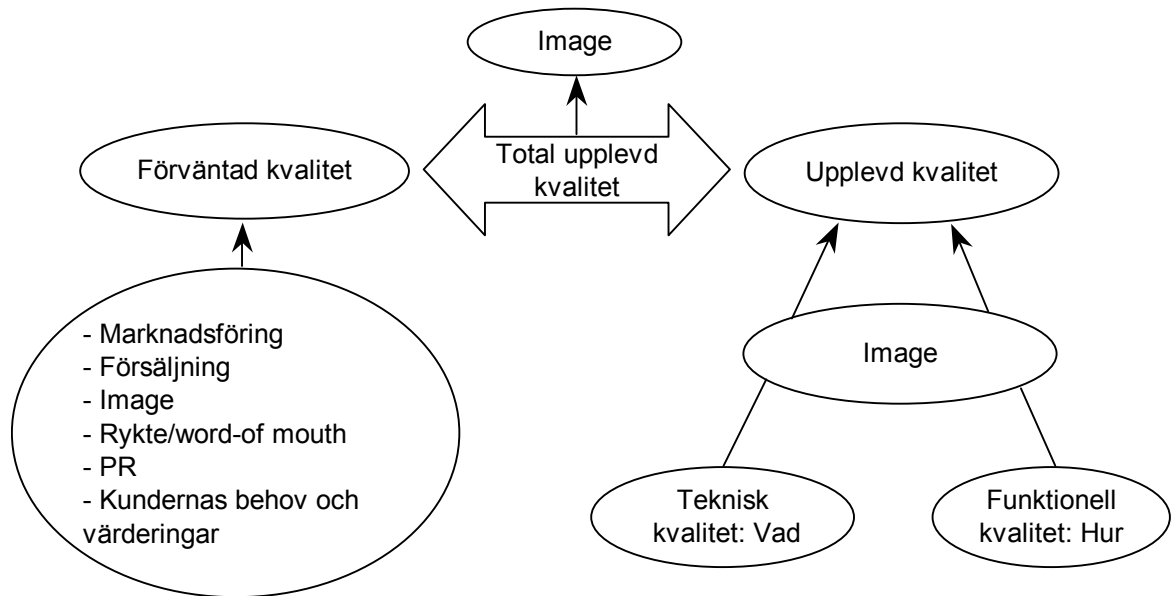 Image
Förväntad kvalitet
Total upplevd
kvalitet
Upplevd kvalitet
- Marknadsföring
- Försäljning
- Image
- Rykte/word-of mouth
- PR
- Kundernas behov och
värderingar
Image
Teknisk
kvalitet: Vad
Funktionell
kvalitet: Hur